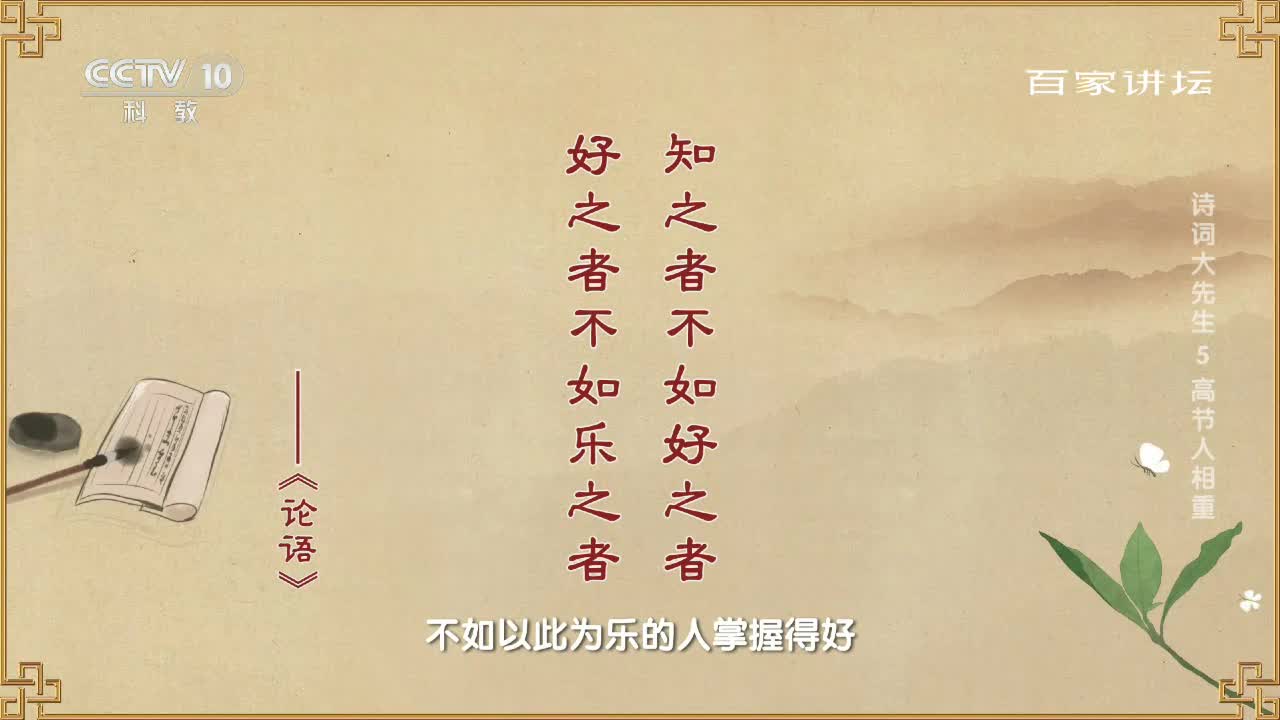 CCTV 10
科教
百家讲坛
知之者不如好之者
好之者不如乐之者
——《论语》
诗词大先生 5 高节人相重
不如以此为乐的人掌握得好